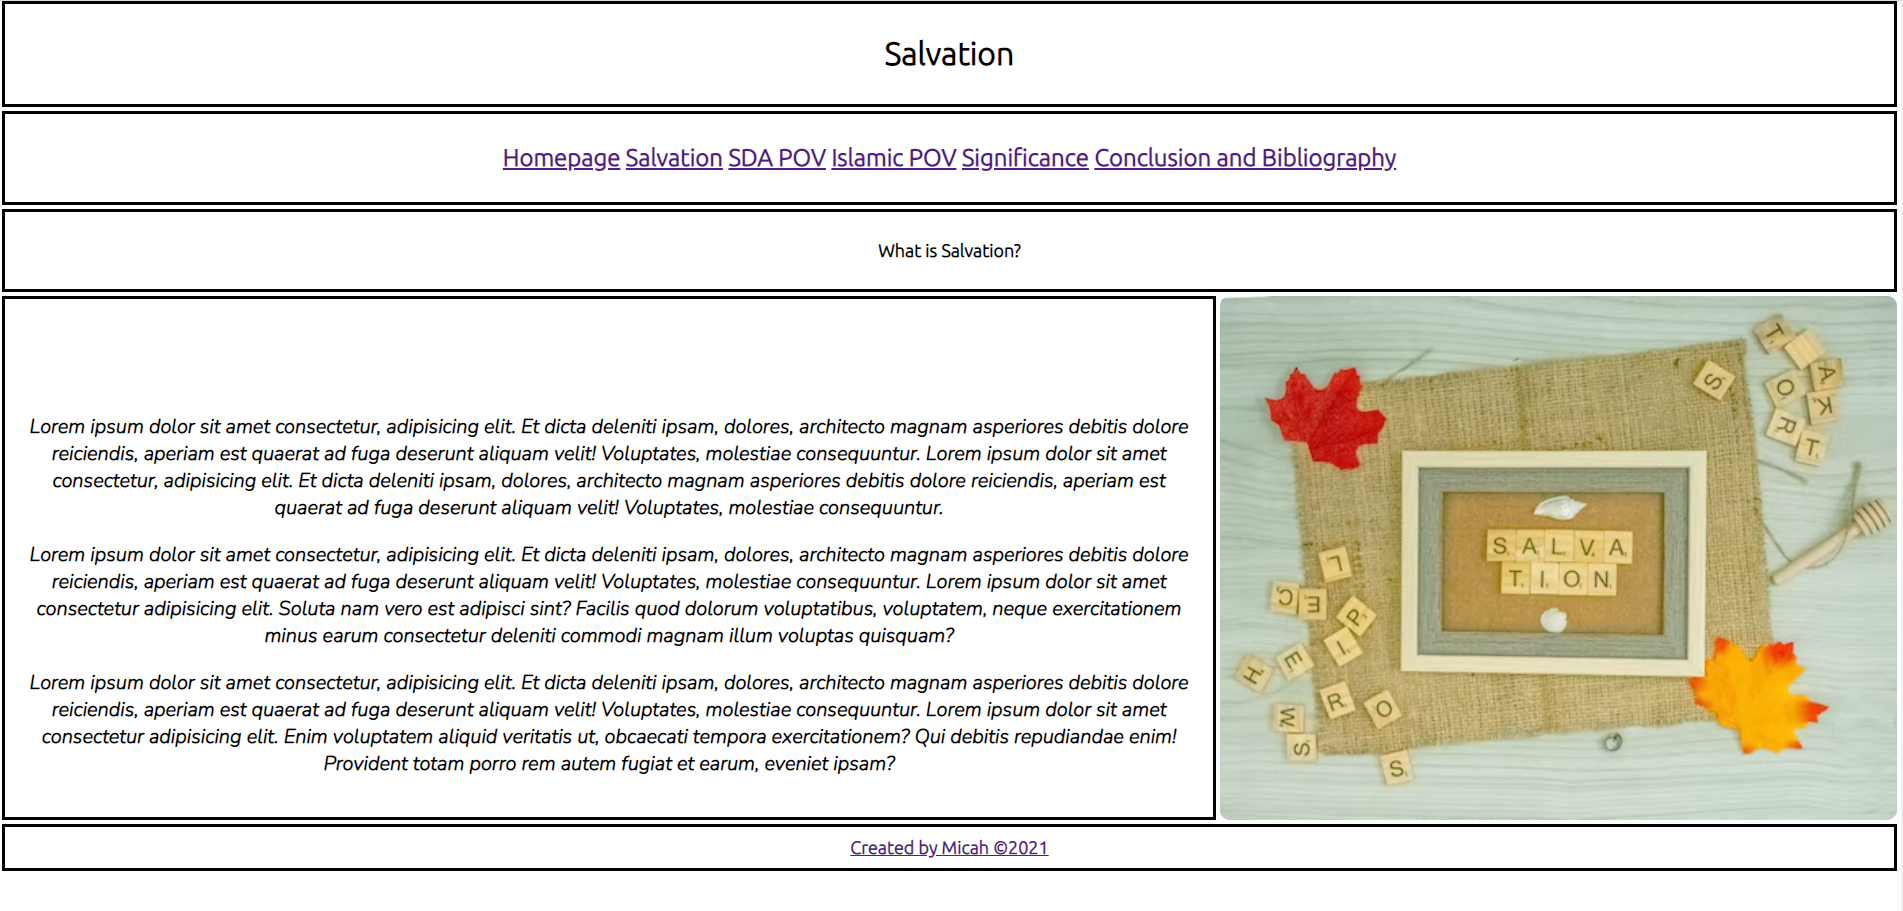 Salvation
Homepage Salvation SDA POV Islamic POV Significance Conclusion and Bibliography
What is Salvation?
Lorem ipsum dolor sit amet consectetur, adipisicing elit. Et dicta deleniti ipsam, dolores, architecto magnam asperiores debitis dolore
reiciendis, aperiam est quaerat ad fuga deserunt aliquam velit! Voluptates, molestiae consequuntur. Lorem ipsum dolor sit amet
consectetur, adipisicing elit. Et dicta deleniti ipsam, dolores, architecto magnam asperiores debitis dolore reiciendis, aperiam est
quaerat ad fuga deserunt aliquam velit! Voluptates, molestiae consequuntur.
Lorem ipsum dolor sit amet consectetur, adipisicing elit. Et dicta deleniti ipsam, dolores, architecto magnam asperiores debitis dolore
reiciendis, aperiam est quaerat ad fuga deserunt aliquam velit! Voluptates, molestiae consequuntur. Lorem ipsum dolor sit amet
consectetur adipisicing elit. Soluta nam vero est adipisci sint? Facilis quod dolorum voluptatibus, voluptatem, neque exercitationem
minus earum consectetur deleniti commodi magnam illum voluptas quisquam?
Lorem ipsum dolor sit amet consectetur, adipisicing elit. Et dicta deleniti ipsam, dolores, architecto magnam asperiores debitis dolore
reiciendis, aperiam est quaerat ad fuga deserunt aliquam velit! Voluptates, molestiae consequuntur. Lorem ipsum dolor sit amet
consectetur adipisicing elit. Enim voluptatem aliquid veritatis ut, obcaecati tempora exercitationem? Qui debitis repudiandae enim!
Provident totam porro rem autem fugiat et earum, eveniet ipsam?
T
S
A
O
K
R
T
SALVA
TION
L
C
E
P
I
E
H
R
O
W
S
S
Created by Micah ©2021